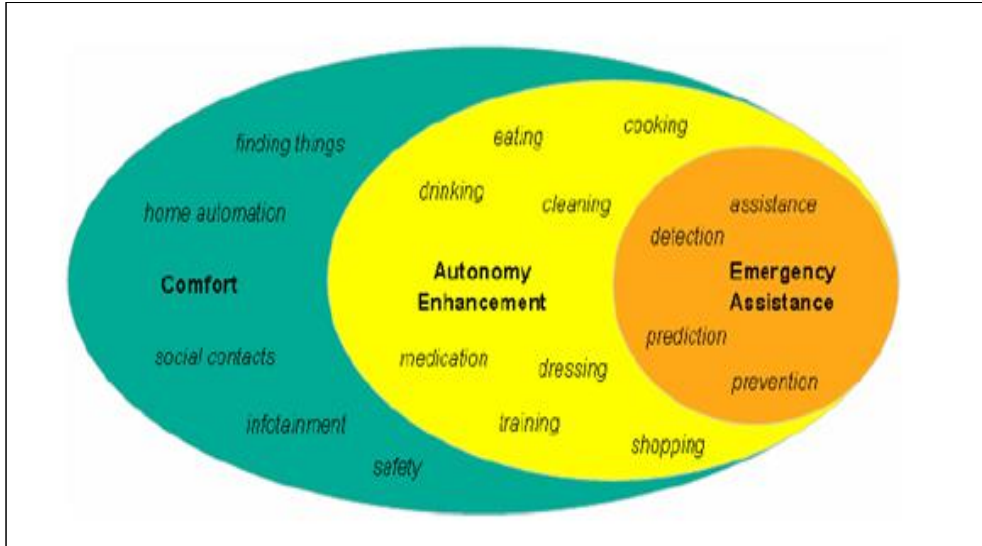 finding things
home automation
Comfort
social contacts
infotainment
safety
eating
cooking
drinking
cleaning
Autonomy
Enhancement
medication
dressing
training
shopping
assistance
detection
Emergency
Assistance
prediction
prevention